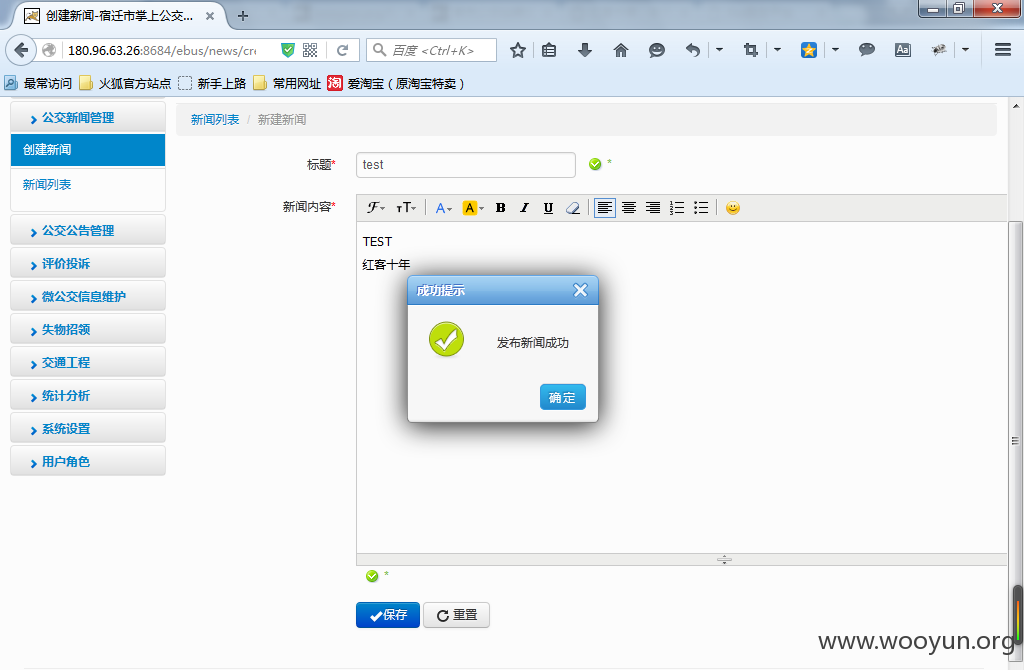 创建新闻-宿迁市掌上公交...
180.96.63.26:8684/ebus/news/cre
百度 <Ctrl+K>
最常访问 火狐官方站点 新手上路 常用网址 淘 爱淘宝（原淘宝特卖）
公交新闻管理
创建新闻
新闻列表
公交公告管理
评价投诉
微公交信息维护
失物招领
交通工程
统计分析
系统设置
用户角色
新闻列表 / 新建新闻
标题* test *
新闻内容*
ℱ TT A A B I U
TEST
红客十年
成功提示
发布新闻成功
确定
*
保存 重置
www.wooyun.org